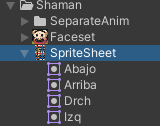 Shaman
SeparateAnim
Faceset
SpriteSheet
Abajo
Arriba
Drch
Izq